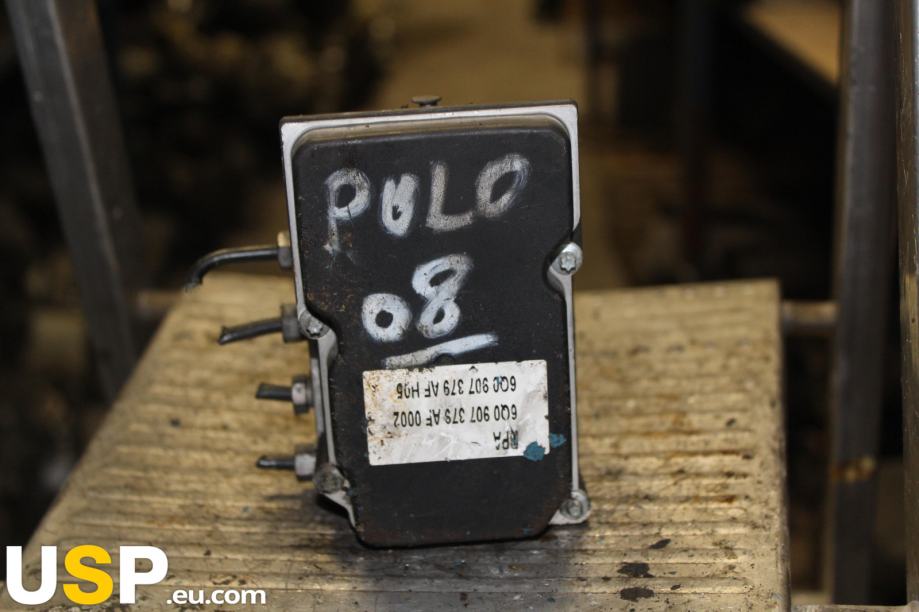 POLO
08
RPA
6Q0 907 379 AF 0002
6Q0 907 379 AF H05
USP.eu.com